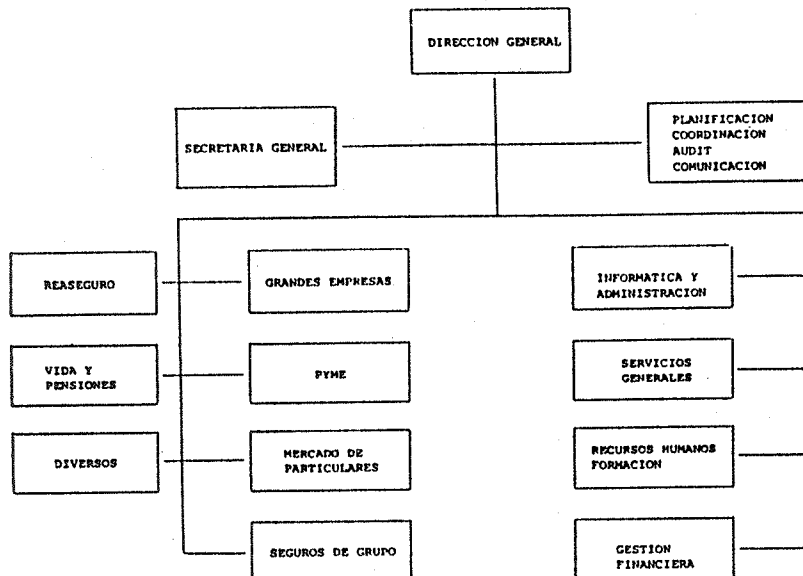 DIRECCION GENERAL
SECRETARIA GENERAL
PLANIFICACION
COORDINACION
AUDIT
COMUNICACION
REASEGURO
GRANDES EMPRESAS
INFORMATICA Y
ADMINISTRACION
VIDA Y
PENSIONES
PYME
SERVICIOS
GENERALES
DIVERSOS
MERCADO DE
PARTICULARES
RECURSOS HUMANOS
FORMACION
SEGUROS DE GRUPO
GESTION
FINANCIERA